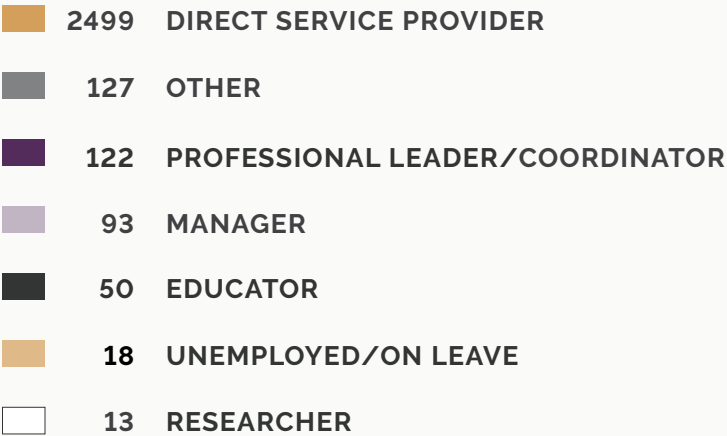 2499 DIRECT SERVICE PROVIDER
127 OTHER
122 PROFESSIONAL LEADER/COORDINATOR
93 MANAGER
50 EDUCATOR
18 UNEMPLOYED/ON LEAVE
13 RESEARCHER